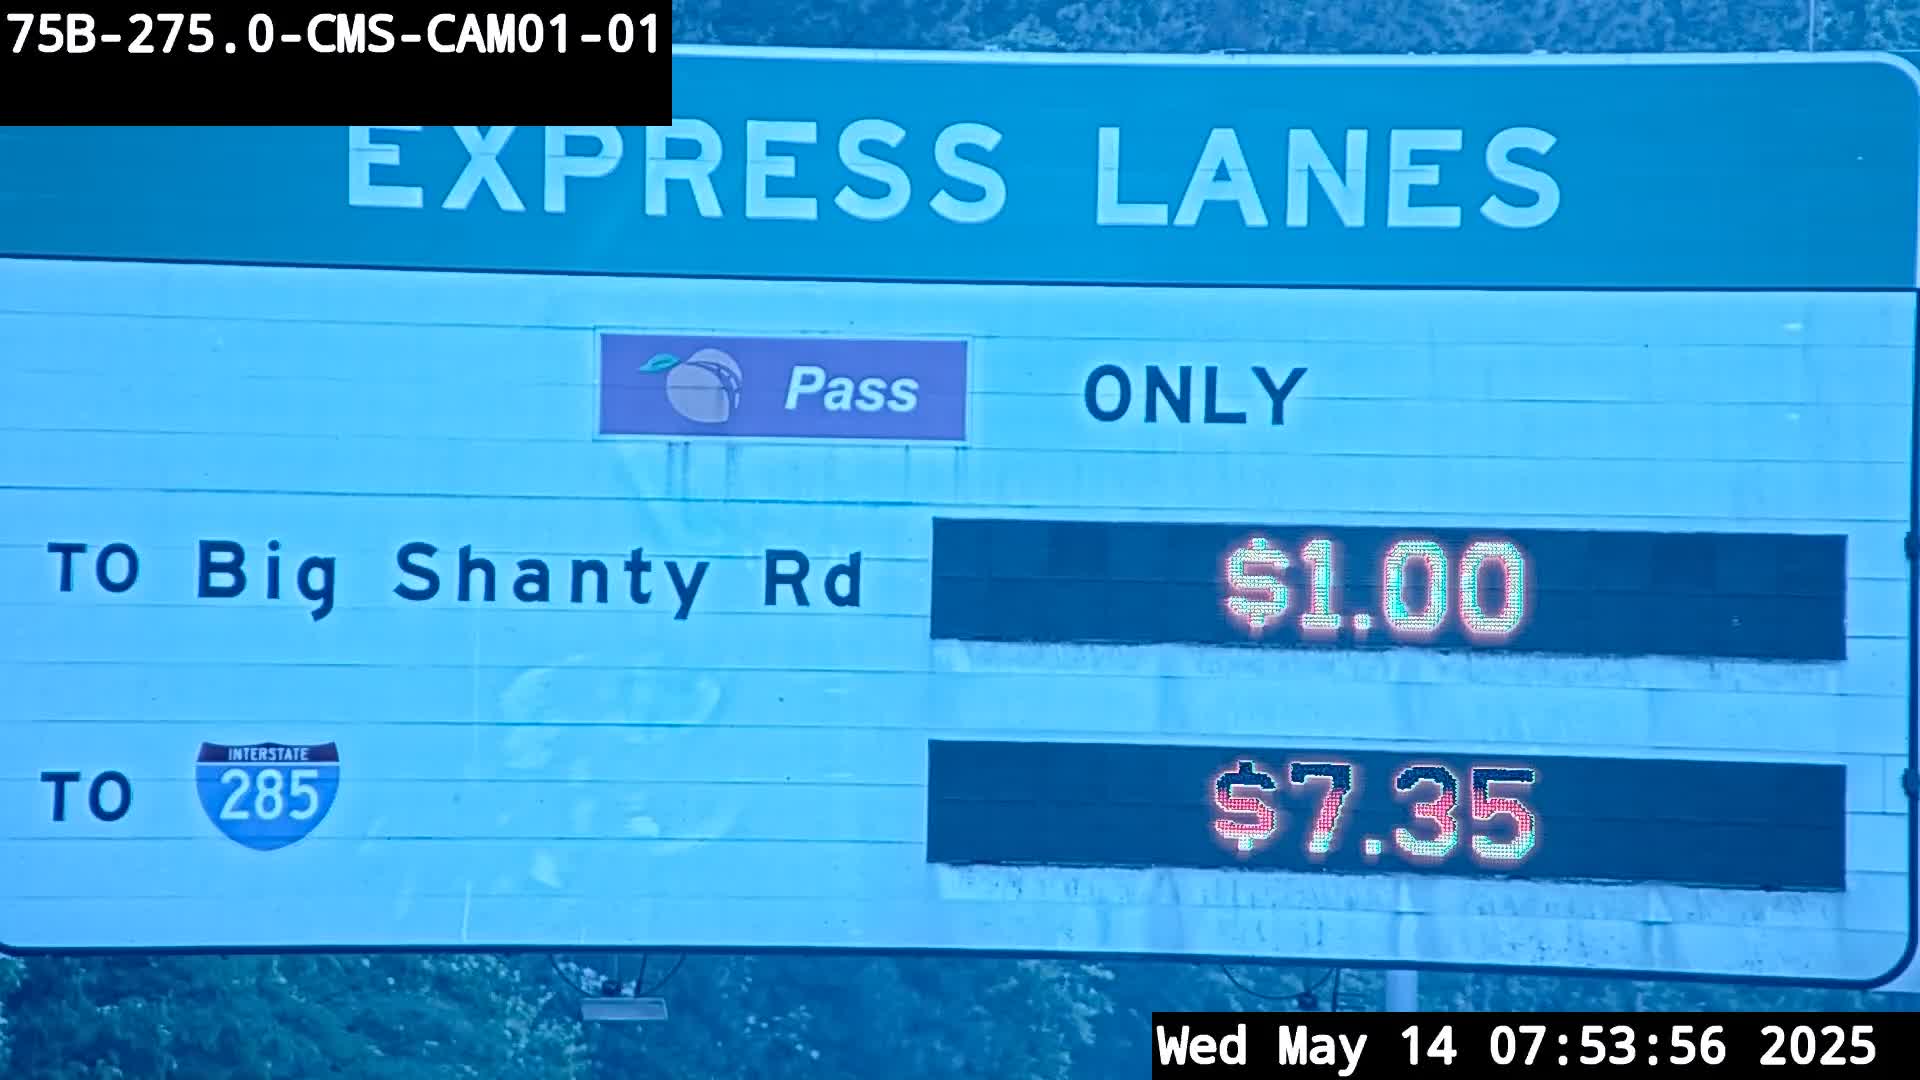 75B-275.0-CMS-CAM01-01
EXPRESS LANES
Pass ONLY
TO Big Shanty Rd $1.00
INTERSTATE
TO 285 $7.35
Wed May 14 07:53:56 2025